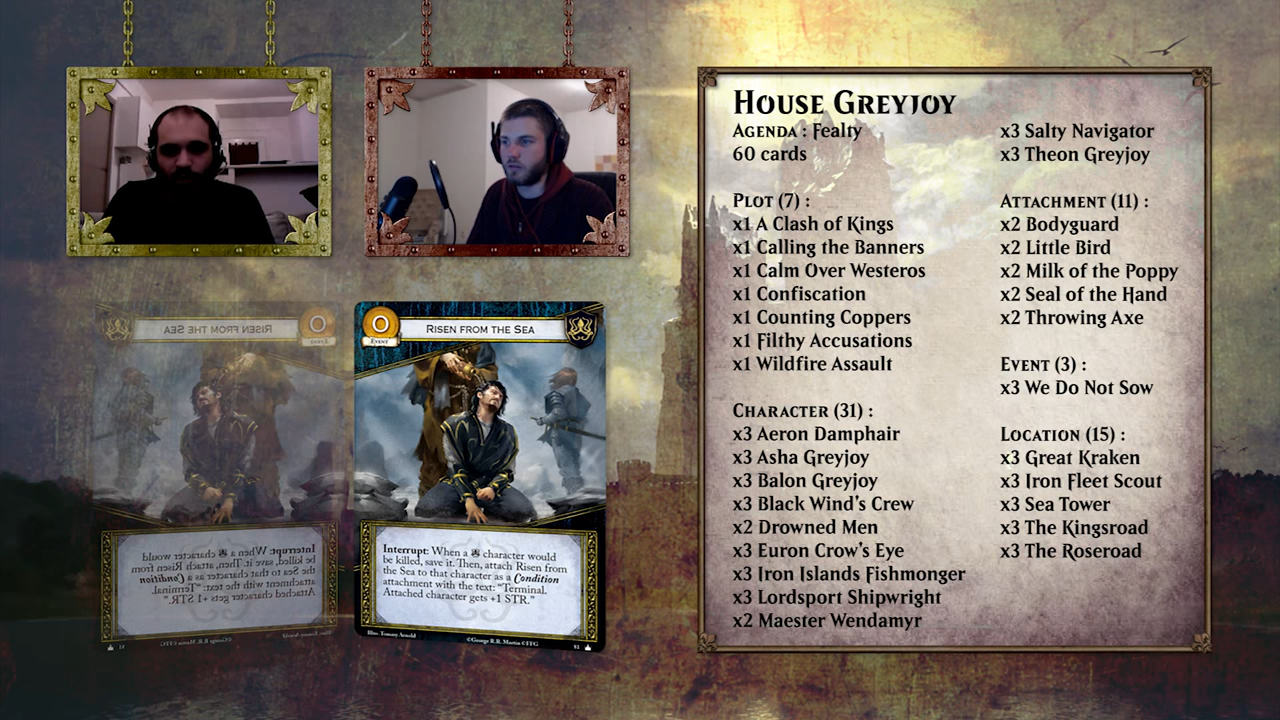 O
Event
Risen from the Sea
Interrupt: When a character would
be killed, save it. Then, attach Risen from
the Sea to that character as a Condition
attachment with the text: "Terminal.
Attached character gets +1 STR."
Illus. Tommy Arnold
©George R.R. Martin ©FFG
House Greyjoy
Agenda : Fealty
60 cards
Plot (7) :
x1 A Clash of Kings
x1 Calling the Banners
x1 Calm Over Westeros
x1 Confiscation
x1 Counting Coppers
x1 Filthy Accusations
x1 Wildfire Assault
Character (31) :
x3 Aeron Damphair
x3 Asha Greyjoy
x3 Balon Greyjoy
x3 Black Wind's Crew
x2 Drowned Men
x3 Euron Crow's Eye
x3 Iron Islands Fishmonger
x3 Lordsport Shipwright
x2 Maester Wendamyr
x3 Salty Navigator
x3 Theon Greyjoy
Attachment (11) :
x2 Bodyguard
x2 Little Bird
x2 Milk of the Poppy
x2 Seal of the Hand
x2 Throwing Axe
Event (3) :
x3 We Do Not Sow
Location (15) :
x3 Great Kraken
x3 Iron Fleet Scout
x3 Sea Tower
x3 The Kingsroad
x3 The Roseroad